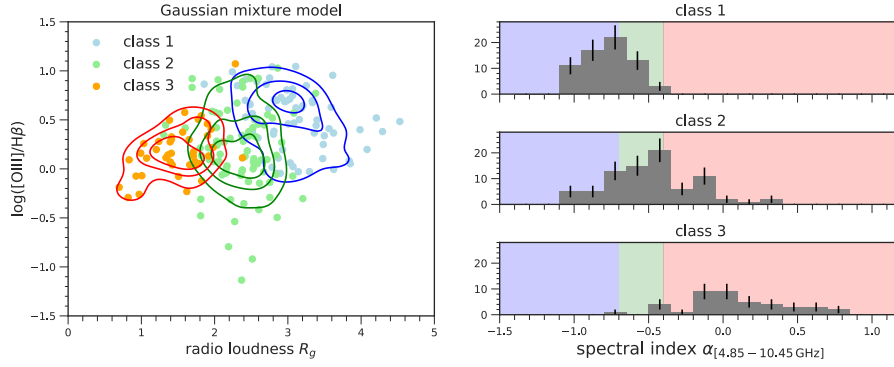 Gaussian mixture model
1.5
1.0
0.5
0.0
−0.5
−1.0
−1.5
log([OIII]/Hβ)
class 1
class 2
class 3
0 1 2 3 4 5
radio loudness R_g
class 1
20
10
0
class 2
20
10
0
class 3
20
10
0
−1.5 −1.0 −0.5 0.0 0.5 1.0
spectral index α[4.85 − 10.45 GHz]